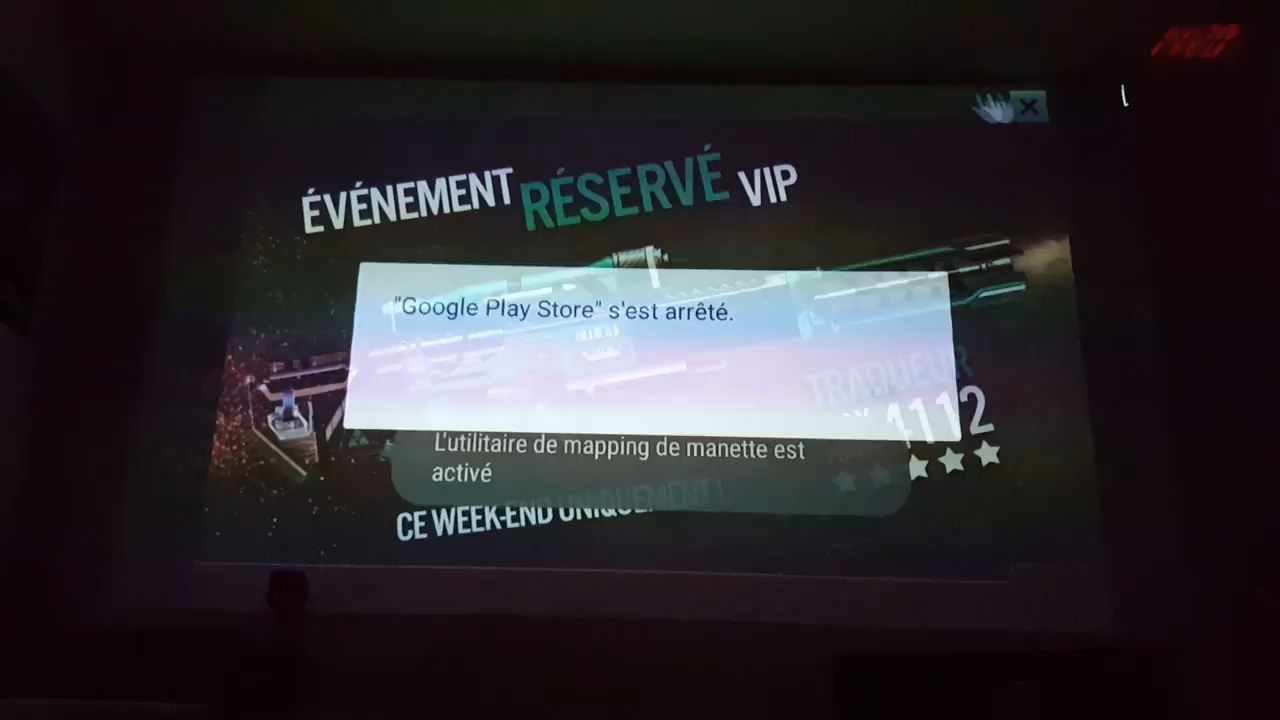 ÉVÉNEMENT RÉSERVÉ VIP
"Google Play Store" s'est arrêté.
TRAQUEUR
1112
L'utilitaire de mapping de manette est
activé
CE WEEK-END UNIQUEMENT !